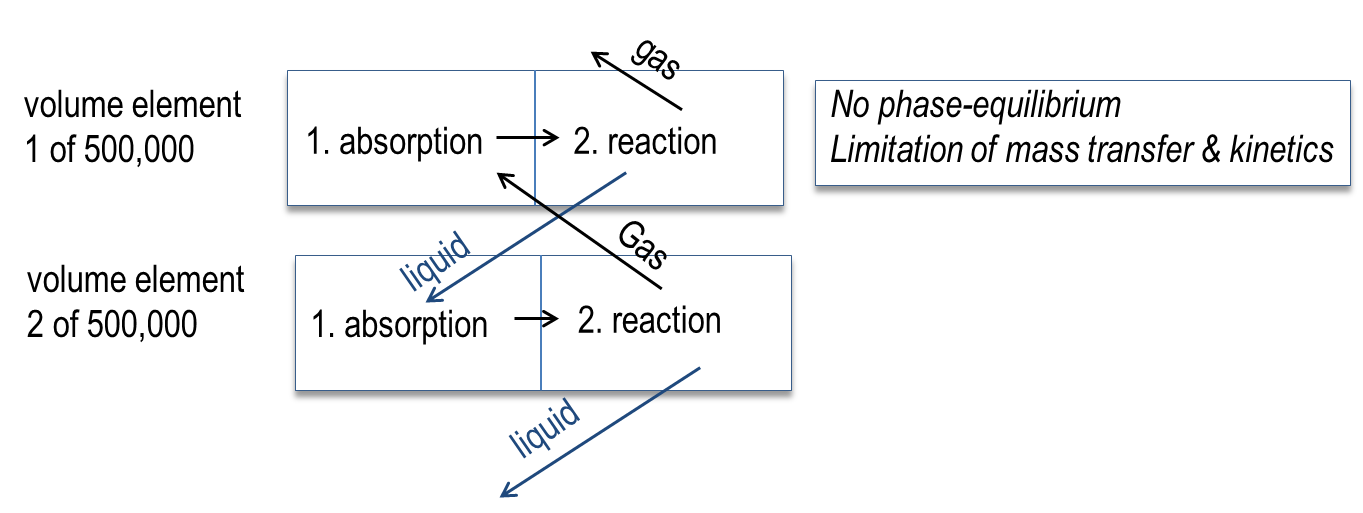 gas
volume element
1 of 500,000
1. absorption
2. reaction
No phase-equilibrium
Limitation of mass transfer & kinetics
liquid
Gas
volume element
2 of 500,000
1. absorption
2. reaction
liquid